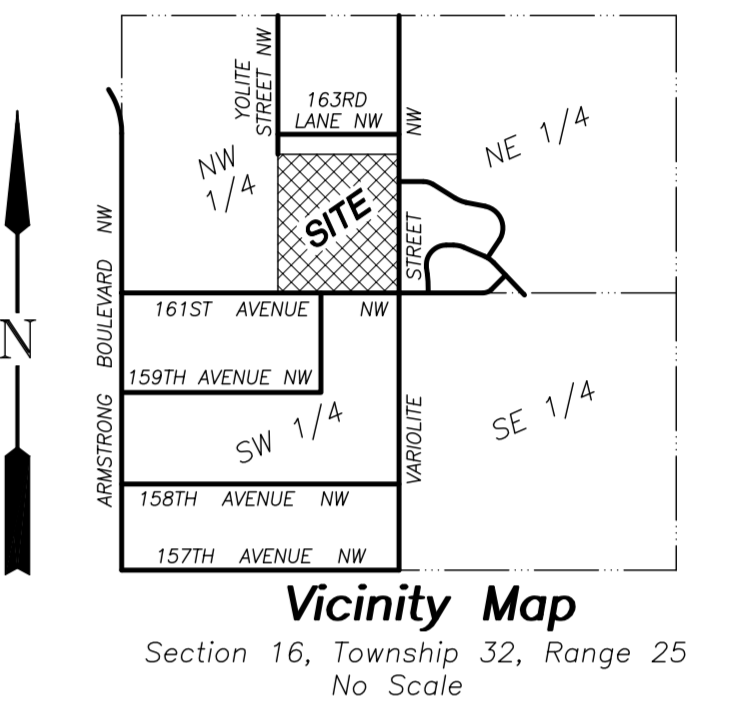 YOLITE
STREET NW
163RD
LANE NW
NW
NE 1/4
NW
1/4
SITE
STREET
ARMSTRONG BOULEVARD NW
N
161ST AVENUE NW
159TH AVENUE NW
SW 1/4
SE 1/4
VARIOLITE
158TH AVENUE NW
157TH AVENUE NW
Vicinity Map
Section 16, Township 32, Range 25
No Scale